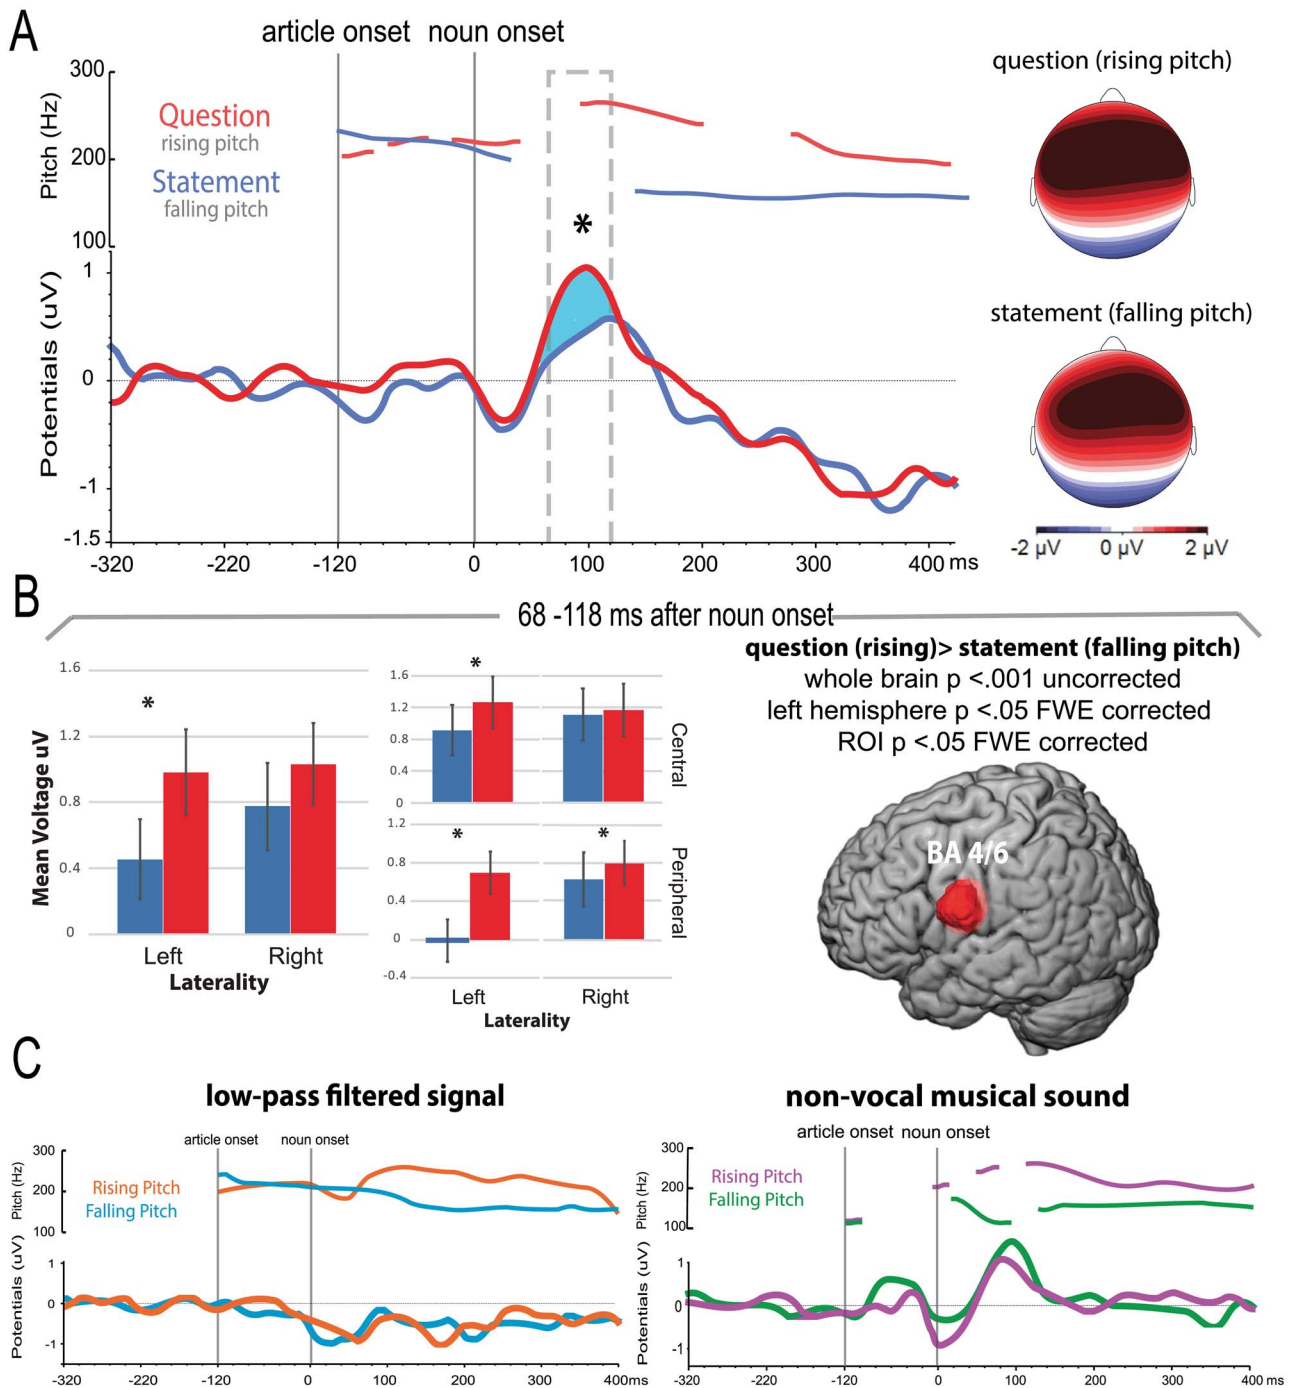 A
article onset noun onset
question (rising pitch)
300
200
100
Pitch (Hz)
Question
rising pitch
Statement
falling pitch
*
statement (falling pitch)
1
0
-1
-1.5
Potentials (uV)
-320 -220 -120 0 100 200 300 400 ms
-2 µV 0 µV 2 µV
B
68 -118 ms after noun onset
1.6
1.2
0.8
0.4
0
Mean Voltage uV
*
Left Right
Laterality
1.6
1.2
0.8
0.4
0
*
Central
1.2
0.8
0.4
0
-0.4
* *
Peripheral
Left Right
Laterality
question (rising)> statement (falling pitch)
whole brain p <.001 uncorrected
left hemisphere p <.05 FWE corrected
ROI p <.05 FWE corrected
BA 4/6
C
low-pass filtered signal
article onset noun onset
300
200
100
Pitch (Hz)
Rising Pitch
Falling Pitch
1
0
-1
Potentials (uV)
-320 -220 -120 0 100 200 300 400ms
non-vocal musical sound
article onset noun onset
300
200
100
Pitch (Hz)
Rising Pitch
Falling Pitch
1
0
-1
Potentials (uV)
-320 -220 -120 0 100 200 300 400 ms